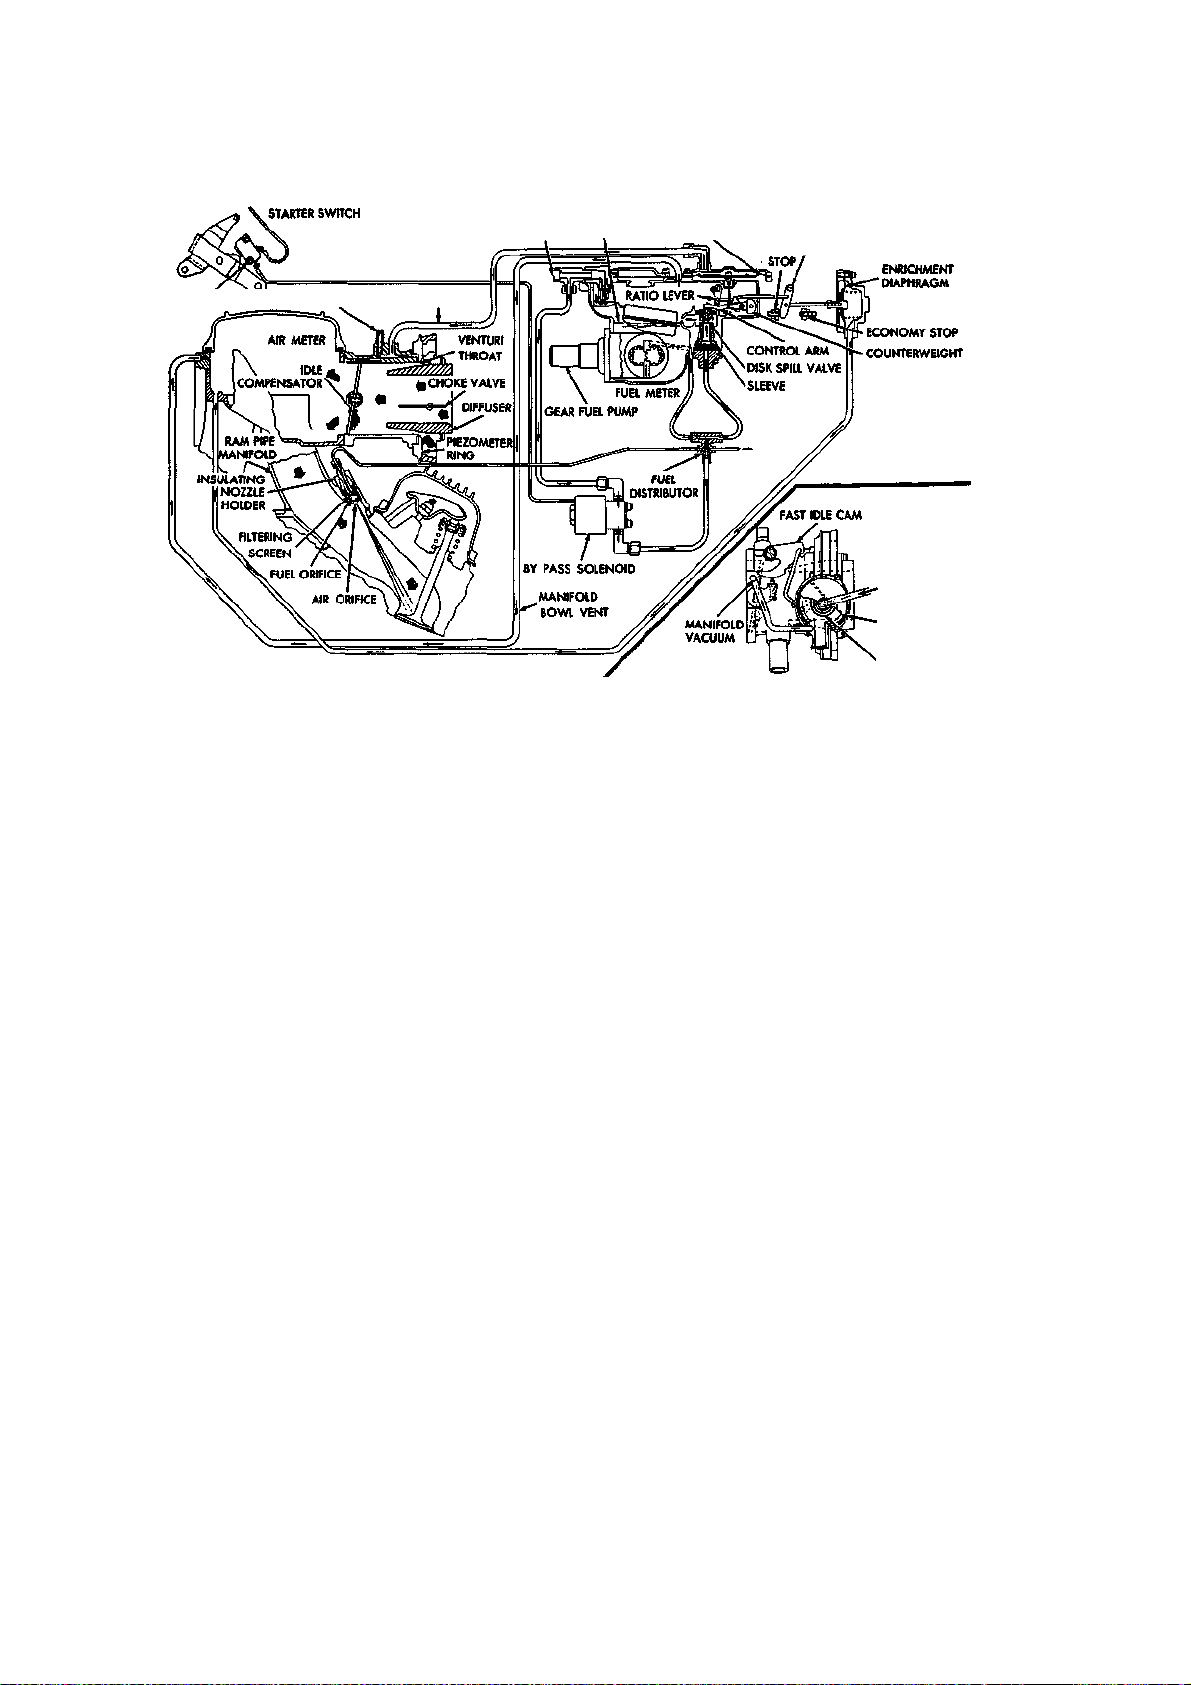 STARTER SWITCH
STOP
ENRICHMENT
DIAPHRAGM
RATIO LEVER
AIR METER
VENTURI
THROAT
ECONOMY STOP
CONTROL ARM
COUNTERWEIGHT
DISK SPILL VALVE
SLEEVE
IDLE
COMPENSATOR
CHOKE VALVE
FUEL METER
DIFFUSER
GEAR FUEL PUMP
RAM PIPE
MANIFOLD
PIEZOMETER
RING
INSULATING
NOZZLE
HOLDER
FUEL
DISTRIBUTOR
FAST IDLE CAM
FILTERING
SCREEN
FUEL ORIFICE
AIR ORIFICE
BY PASS SOLENOID
MANIFOLD
BOWL VENT
MANIFOLD
VACUUM